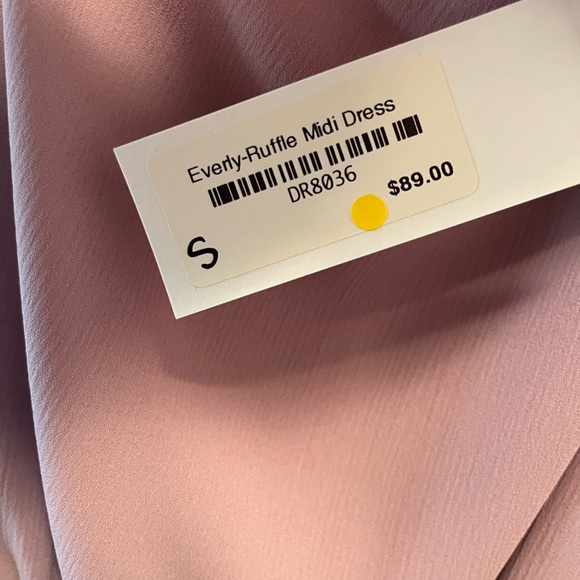 Everly-Ruffle Midi Dress
DR8036
$89.00
S